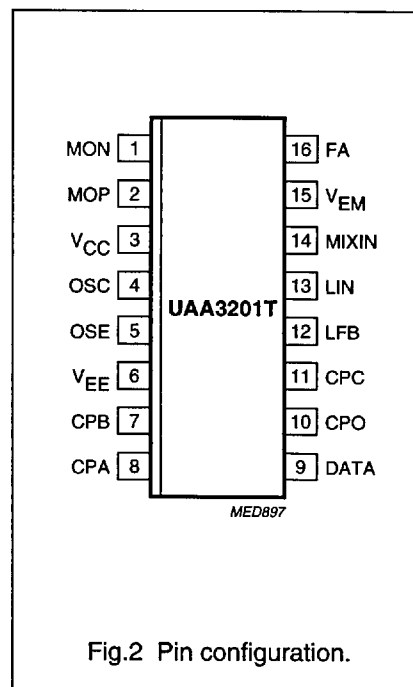 MON 1 16 FA
MOP 2 15 VEM
VCC 3 14 MIXIN
OSC 4 13 LIN
UAA3201T
OSE 5 12 LFB
VEE 6 11 CPC
CPB 7 10 CPO
CPA 8 9 DATA
MED897
Fig.2 Pin configuration.